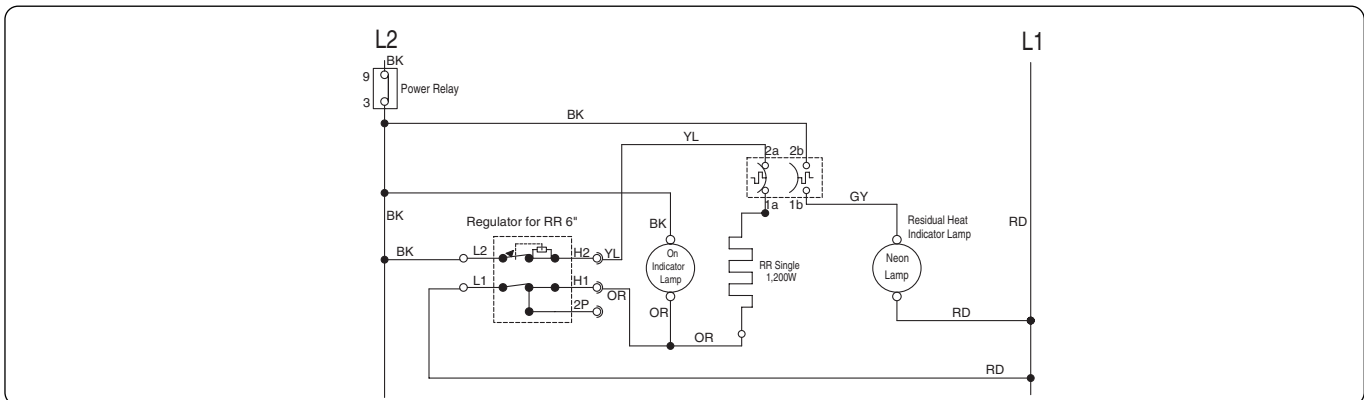 L2
L1
BK
9
3
Power Relay
BK
YL
2a 2b
1a 1b
GY
BK
Regulator for RR 6"
BK
Residual Heat
Indicator Lamp
RD
BK
L2
H2
YL
On
Indicator
Lamp
RR Single
1,200W
Neon
Lamp
L1
H1
OR
2P
OR
OR
RD
RD